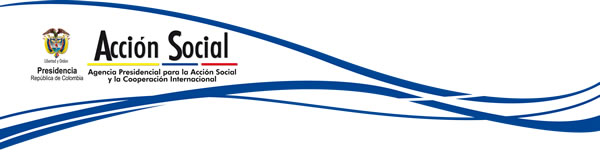 Libertad y Orden
Presidencia
República de Colombia
Acción Social
Agencia Presidencial para la Acción Social
y la Cooperación Internacional